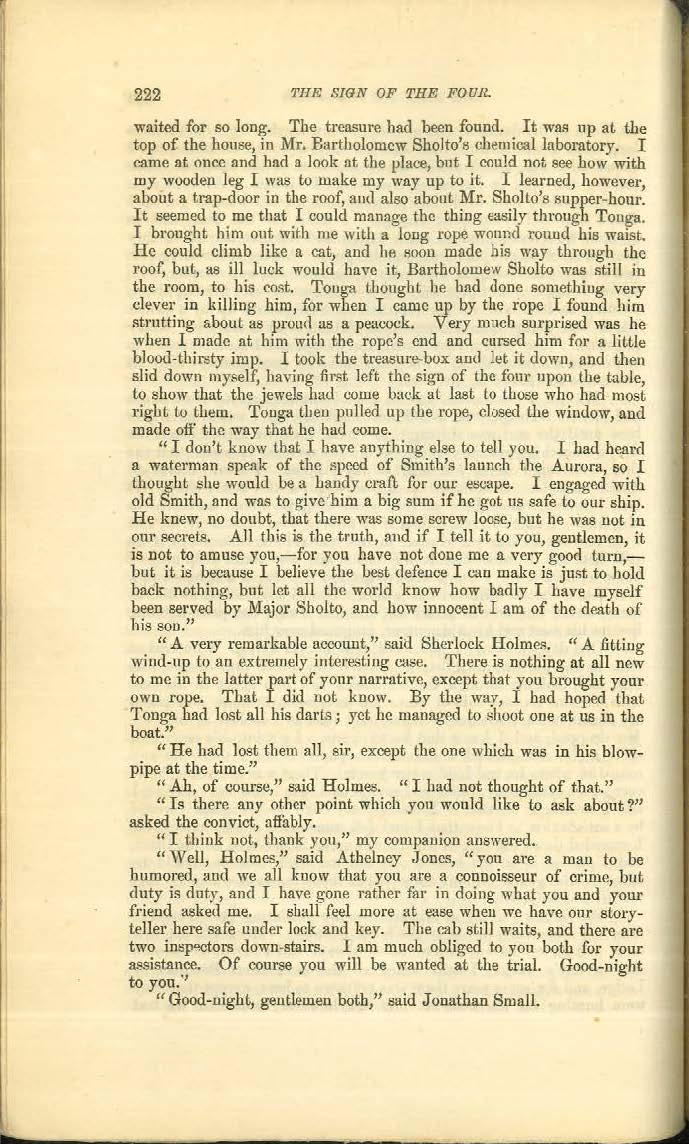 222 THE SIGN OF THE FOUR.
waited for so long. The treasure had been found. It was up at the
top of the house, in Mr. Bartholomew Sholto's chemical laboratory. I
came at once and had a look at the place, but I could not see how with
my wooden leg I was to make my way up to it. I learned, however,
about a trap-door in the roof, and also about Mr. Sholto's supper-hour.
It seemed to me that I could manage the thing easily through Tonga.
I brought him out with me with a long rope wound round his waist.
He could climb like a cat, and he soon made his way through the
roof, but, as ill luck would have it, Bartholomew Sholto was still in
the room, to his cost. Tonga thought he had done something very
clever in killing him, for when I came up by the rope I found him
strutting about as proud as a peacock. Very much surprised was he
when I made at him with the rope's end and cursed him for a little
blood-thirsty imp. I took the treasure-box and let it down, and then
slid down myself, having first left the sign of the four upon the table,
to show that the jewels had come back at last to those who had most
right to them. Tonga then pulled up the rope, closed the window, and
made off the way that he had come.
"I don't know that I have anything else to tell you. I had heard
a waterman speak of the speed of Smith's launch the Aurora, so I
thought she would be a handy craft for our escape. I engaged with
old Smith, and was to give him a big sum if he got us safe to our ship.
He knew, no doubt, that there was some screw loose, but he was not in
our secrets. All this is the truth, and if I tell it to you, gentlemen, it
is not to amuse you,—for you have not done me a very good turn,—
but it is because I believe the best defence I can make is just to hold
back nothing, but let all the world know how badly I have myself
been served by Major Sholto, and how innocent I am of the death of
his son."
"A very remarkable account," said Sherlock Holmes. "A fitting
wind-up to an extremely interesting case. There is nothing at all new
to me in the latter part of your narrative, except that you brought your
own rope. That I did not know. By the way, I had hoped that
Tonga had lost all his darts; yet he managed to shoot one at us in the
boat."
"He had lost them all, sir, except the one which was in his blow-
pipe at the time."
"Ah, of course," said Holmes. "I had not thought of that."
"Is there any other point which you would like to ask about?"
asked the convict, affably.
"I think not, thank you," my companion answered.
"Well, Holmes," said Athelney Jones, "you are a man to be
humored, and we all know that you are a connoisseur of crime, but
duty is duty, and I have gone rather far in doing what you and your
friend asked me. I shall feel more at ease when we have our story-
teller here safe under lock and key. The cab still waits, and there are
two inspectors down-stairs. I am much obliged to you both for your
assistance. Of course you will be wanted at the trial. Good-night
to you."
"Good-night, gentlemen both," said Jonathan Small.